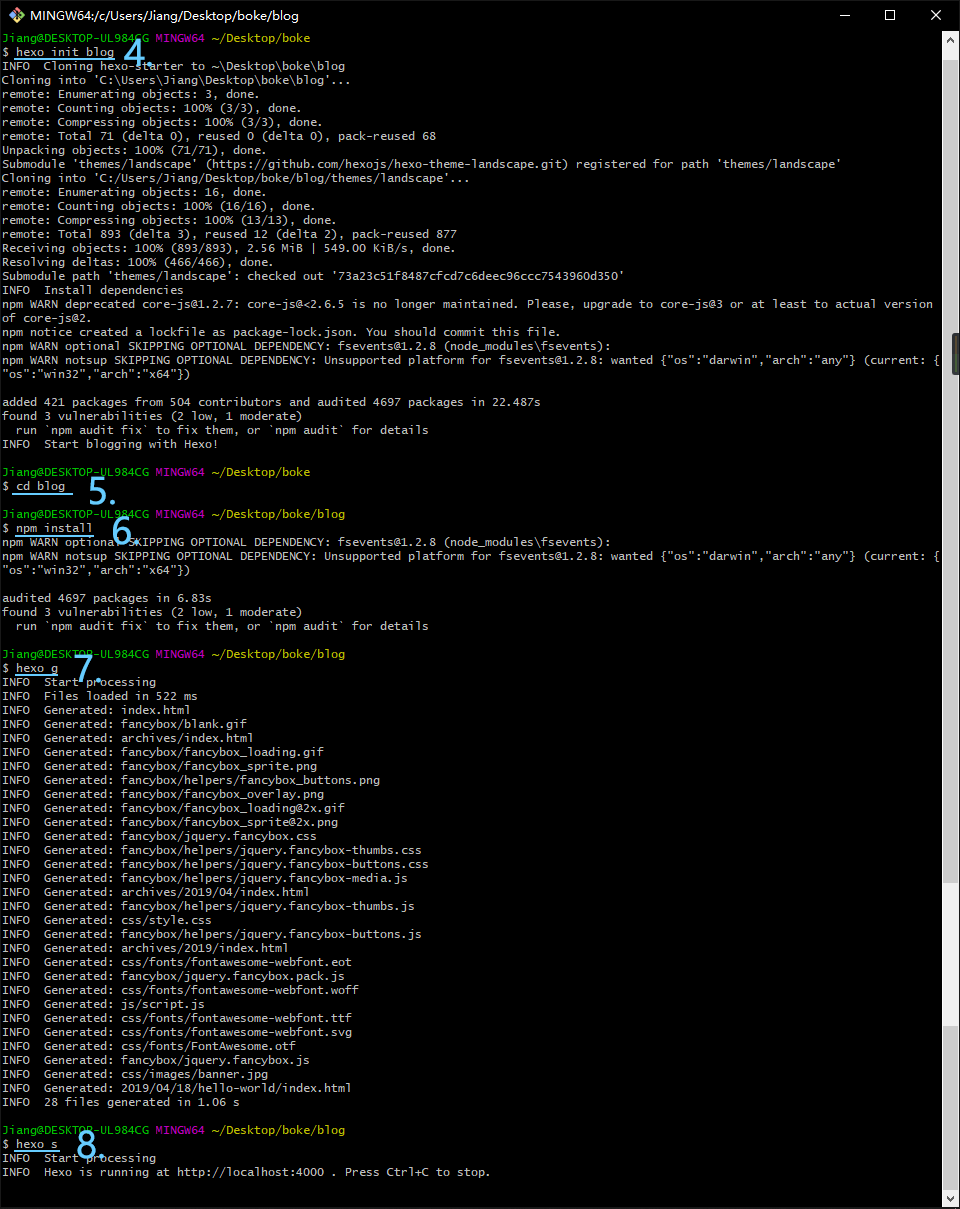 MINGW64:/c/Users/Jiang/Desktop/boke/blog
Jiang@DESKTOP-UL984CG MINGW64 ~/Desktop/boke
$ hexo init blog 4.
INFO  Cloning hexo-starter to ~\Desktop\boke\blog
Cloning into 'C:\Users\Jiang\Desktop\boke\blog'...
remote: Enumerating objects: 3, done.
remote: Counting objects: 100% (3/3), done.
remote: Compressing objects: 100% (3/3), done.
remote: Total 71 (delta 0), reused 0 (delta 0), pack-reused 68
Unpacking objects: 100% (71/71), done.
Submodule 'themes/landscape' (https://github.com/hexojs/hexo-theme-landscape.git) registered for path 'themes/landscape'
Cloning into 'C:/Users/Jiang/Desktop/boke/blog/themes/landscape'...
remote: Enumerating objects: 16, done.
remote: Counting objects: 100% (16/16), done.
remote: Compressing objects: 100% (13/13), done.
remote: Total 893 (delta 3), reused 12 (delta 2), pack-reused 877
Receiving objects: 100% (893/893), 2.56 MiB | 549.00 KiB/s, done.
Resolving deltas: 100% (466/466), done.
Submodule path 'themes/landscape': checked out '73a23c51f8487cfcd7c6deec96ccc7543960d350'
INFO  Install dependencies
npm WARN deprecated core-js@1.2.7: core-js@<2.6.5 is no longer maintained. Please, upgrade to core-js@3 or at least to actual version
of core-js@2.
npm notice created a lockfile as package-lock.json. You should commit this file.
npm WARN optional SKIPPING OPTIONAL DEPENDENCY: fsevents@1.2.8 (node_modules\fsevents):
npm WARN notsup SKIPPING OPTIONAL DEPENDENCY: Unsupported platform for fsevents@1.2.8: wanted {"os":"darwin","arch":"any"} (current: {
"os":"win32","arch":"x64"})
added 421 packages from 504 contributors and audited 4697 packages in 22.487s
found 3 vulnerabilities (2 low, 1 moderate)
  run `npm audit fix` to fix them, or `npm audit` for details
INFO  Start blogging with Hexo!
Jiang@DESKTOP-UL984CG MINGW64 ~/Desktop/boke
$ cd blog 5.
Jiang@DESKTOP-UL984CG MINGW64 ~/Desktop/boke/blog
$ npm install 6.
npm WARN optional SKIPPING OPTIONAL DEPENDENCY: fsevents@1.2.8 (node_modules\fsevents):
npm WARN notsup SKIPPING OPTIONAL DEPENDENCY: Unsupported platform for fsevents@1.2.8: wanted {"os":"darwin","arch":"any"} (current: {
"os":"win32","arch":"x64"})
audited 4697 packages in 6.83s
found 3 vulnerabilities (2 low, 1 moderate)
  run `npm audit fix` to fix them, or `npm audit` for details
Jiang@DESKTOP-UL984CG MINGW64 ~/Desktop/boke/blog
$ hexo g 7.
INFO  Start processing
INFO  Files loaded in 522 ms
INFO  Generated: index.html
INFO  Generated: fancybox/blank.gif
INFO  Generated: archives/index.html
INFO  Generated: fancybox/fancybox_loading.gif
INFO  Generated: fancybox/fancybox_sprite.png
INFO  Generated: fancybox/helpers/fancybox_buttons.png
INFO  Generated: fancybox/fancybox_overlay.png
INFO  Generated: fancybox/fancybox_loading@2x.gif
INFO  Generated: fancybox/fancybox_sprite@2x.png
INFO  Generated: fancybox/jquery.fancybox.css
INFO  Generated: fancybox/helpers/jquery.fancybox-thumbs.css
INFO  Generated: fancybox/helpers/jquery.fancybox-buttons.css
INFO  Generated: fancybox/helpers/jquery.fancybox-media.js
INFO  Generated: archives/2019/04/index.html
INFO  Generated: fancybox/helpers/jquery.fancybox-thumbs.js
INFO  Generated: css/style.css
INFO  Generated: fancybox/helpers/jquery.fancybox-buttons.js
INFO  Generated: archives/2019/index.html
INFO  Generated: css/fonts/fontawesome-webfont.eot
INFO  Generated: fancybox/jquery.fancybox.pack.js
INFO  Generated: css/fonts/fontawesome-webfont.woff
INFO  Generated: js/script.js
INFO  Generated: css/fonts/fontawesome-webfont.ttf
INFO  Generated: css/fonts/fontawesome-webfont.svg
INFO  Generated: css/fonts/FontAwesome.otf
INFO  Generated: fancybox/jquery.fancybox.js
INFO  Generated: css/images/banner.jpg
INFO  Generated: 2019/04/18/hello-world/index.html
INFO  28 files generated in 1.06 s
Jiang@DESKTOP-UL984CG MINGW64 ~/Desktop/boke/blog
$ hexo s 8.
INFO  Start processing
INFO  Hexo is running at http://localhost:4000 . Press Ctrl+C to stop.